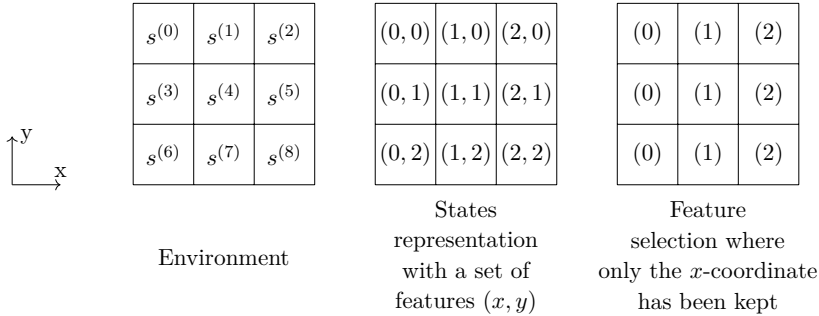 s(0) s(1) s(2)
s(3) s(4) s(5)
s(6) s(7) s(8)
y
x
Environment
(0, 0) (1, 0) (2, 0)
(0, 1) (1, 1) (2, 1)
(0, 2) (1, 2) (2, 2)
States
representation
with a set of
features (x, y)
(0) (1) (2)
(0) (1) (2)
(0) (1) (2)
Feature
selection where
only the x-coordinate
has been kept